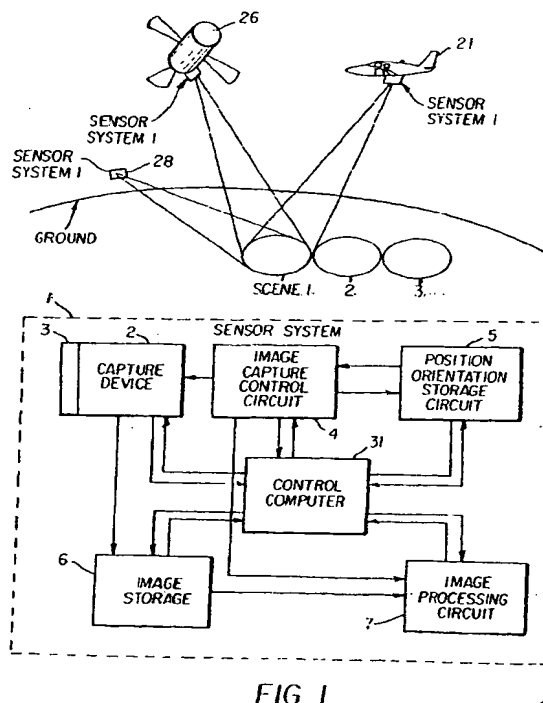 26
21
SENSOR
SYSTEM 1
SENSOR
SYSTEM 1
SENSOR
SYSTEM 1
28
GROUND
SCENE 1.
2.
3,...
1
3
2
SENSOR SYSTEM
5
CAPTURE
DEVICE
IMAGE
CAPTURE
CONTROL
CIRCUIT
POSITION
ORIENTATION
STORAGE
CIRCUIT
4
31
CONTROL
COMPUTER
6
IMAGE
STORAGE
7
IMAGE
PROCESSING
CIRCUIT
FIG. 1